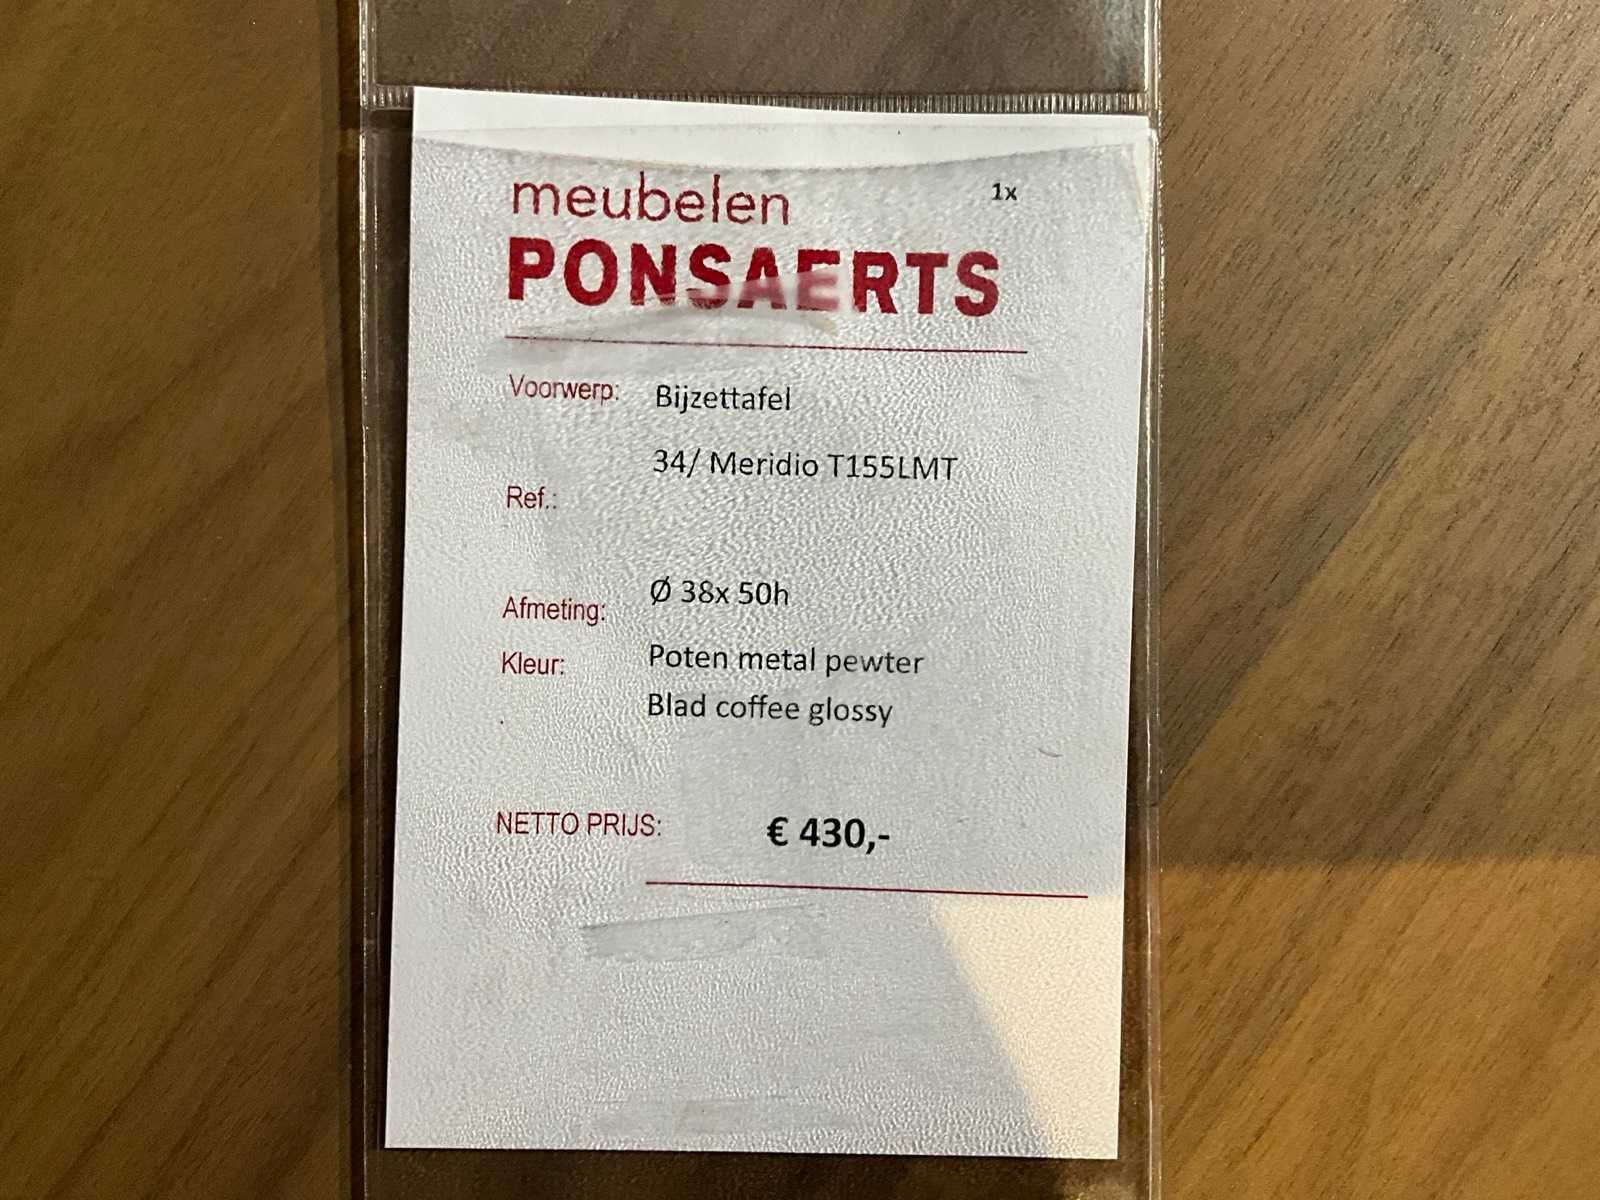 meubelen
1x
PONSAERTS
Voorwerp: Bijzettafel
34/ Meridio T155LMT
Ref.:
Ø 38x 50h
Afmeting:
Kleur: Poten metal pewter
Blad coffee glossy
NETTO PRIJS: € 430,-